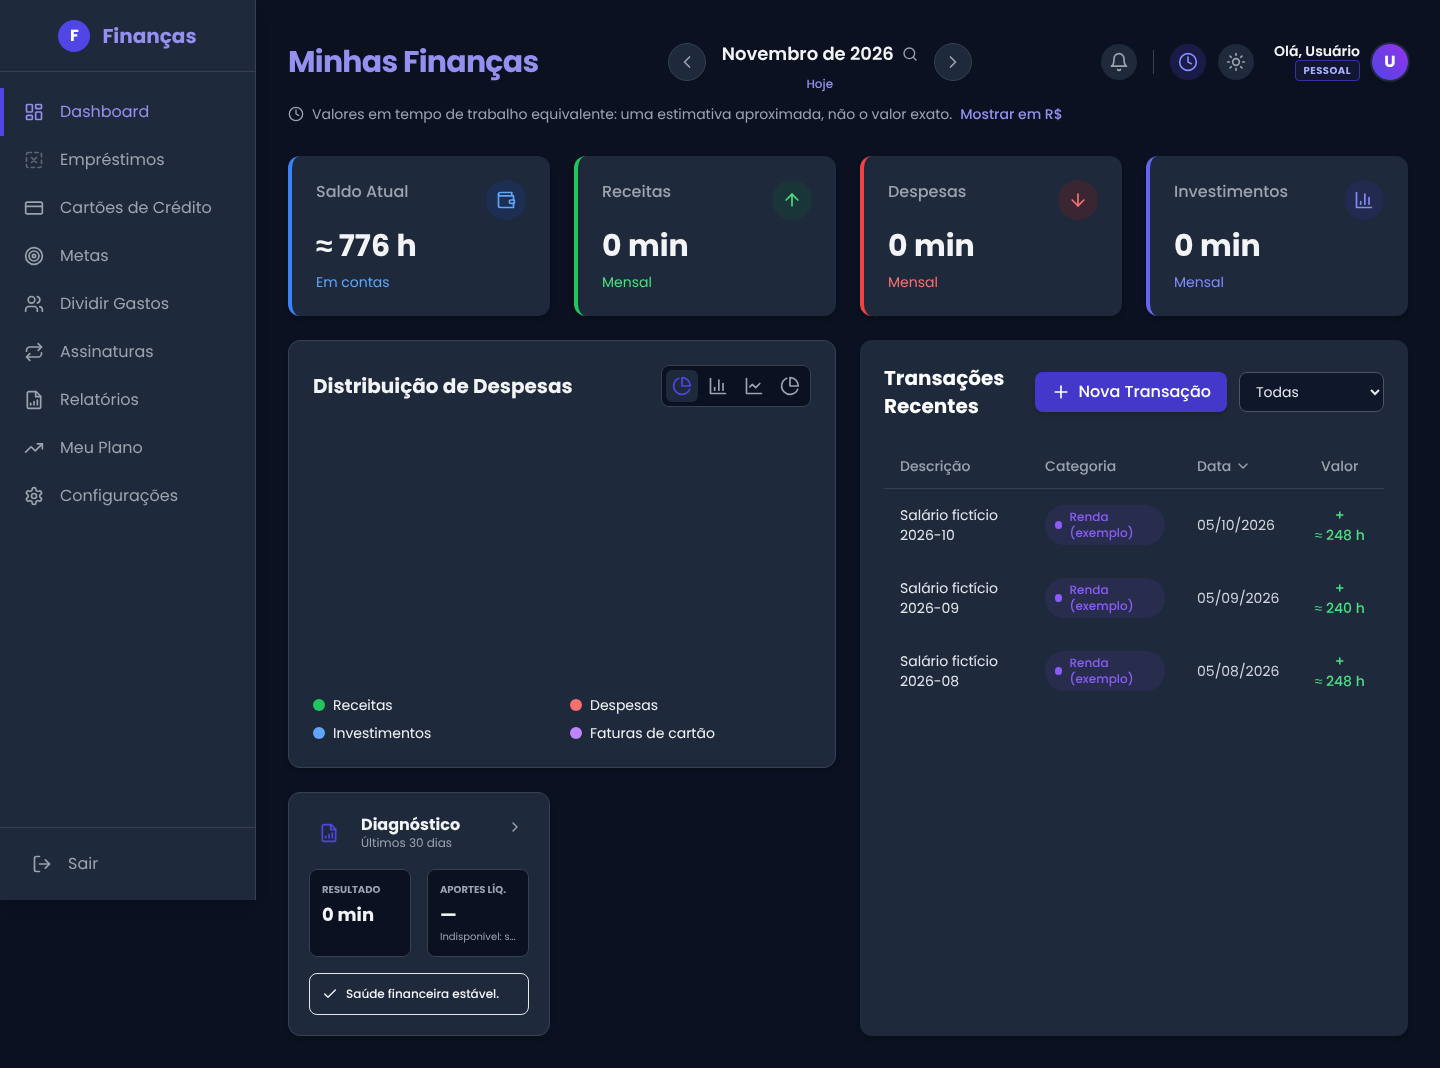 F Finanças
Dashboard
Empréstimos
Cartões de Crédito
Metas
Dividir Gastos
Assinaturas
Relatórios
Meu Plano
Configurações
Sair
Minhas Finanças
Novembro de 2026
Hoje
Olá, Usuário
PESSOAL
U
Valores em tempo de trabalho equivalente: uma estimativa aproximada, não o valor exato. Mostrar em R$
Saldo Atual
≈ 776 h
Em contas
Receitas
0 min
Mensal
Despesas
0 min
Mensal
Investimentos
0 min
Mensal
Distribuição de Despesas
Receitas
Despesas
Investimentos
Faturas de cartão
Diagnóstico
Últimos 30 dias
RESULTADO
0 min
APORTES LÍQ.
—
Indisponível: s...
Saúde financeira estável.
Transações
Recentes
Nova Transação
Todas
Descrição Categoria Data Valor
Salário fictício
2026-10
Renda
(exemplo)
05/10/2026
+
≈ 248 h
Salário fictício
2026-09
Renda
(exemplo)
05/09/2026
+
≈ 240 h
Salário fictício
2026-08
Renda
(exemplo)
05/08/2026
+
≈ 248 h